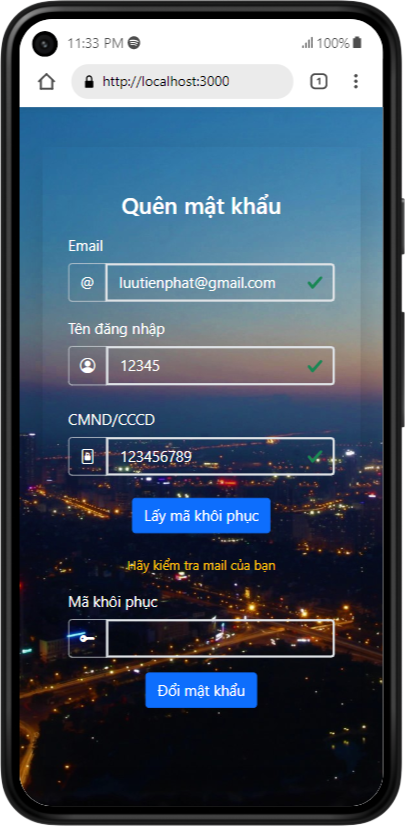 11:33 PM
100%
http://localhost:3000
1
Quên mật khẩu
Email
@
luutienphat@gmail.com
Tên đăng nhập
12345
CMND/CCCD
123456789
Lấy mã khôi phục
Hãy kiểm tra mail của bạn
Mã khôi phục
Đổi mật khẩu